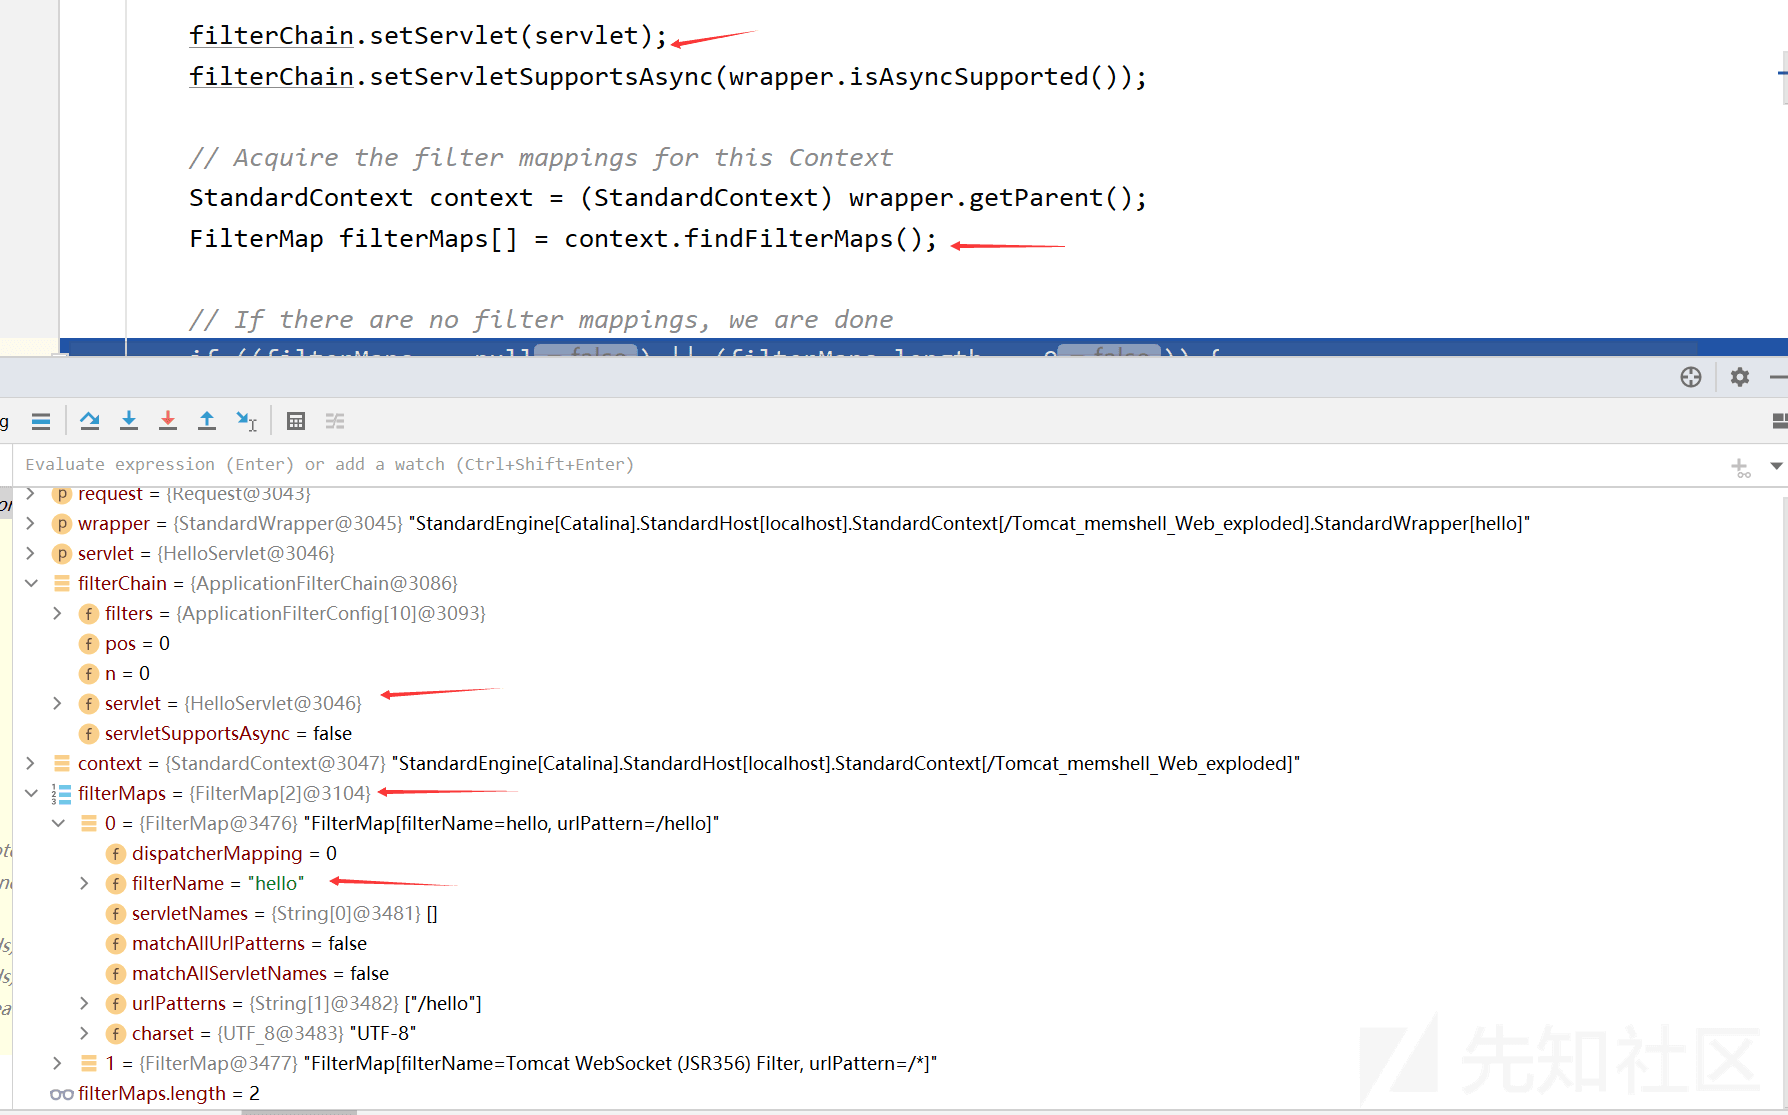 filterChain.setServlet(servlet);
filterChain.setServletSupportsAsync(wrapper.isAsyncSupported());
// Acquire the filter mappings for this Context
StandardContext context = (StandardContext) wrapper.getParent();
FilterMap filterMaps[] = context.findFilterMaps();
// If there are no filter mappings, we are done
g
Evaluate expression (Enter) or add a watch (Ctrl+Shift+Enter)
request = {Request@3043}
wrapper = {StandardWrapper@3045} "StandardEngine[Catalina].StandardHost[localhost].StandardContext[/Tomcat_memshell_Web_exploded].StandardWrapper[hello]"
servlet = {HelloServlet@3046}
filterChain = {ApplicationFilterChain@3086}
filters = {ApplicationFilterConfig[10]@3093}
pos = 0
n = 0
servlet = {HelloServlet@3046}
servletSupportsAsync = false
context = {StandardContext@3047} "StandardEngine[Catalina].StandardHost[localhost].StandardContext[/Tomcat_memshell_Web_exploded]"
filterMaps = {FilterMap[2]@3104}
0 = {FilterMap@3476} "FilterMap[filterName=hello, urlPattern=/hello]"
dispatcherMapping = 0
filterName = "hello"
servletNames = {String[0]@3481} []
matchAllUrlPatterns = false
matchAllServletNames = false
urlPatterns = {String[1]@3482} ["/hello"]
charset = {UTF_8@3483} "UTF-8"
1 = {FilterMap@3477} "FilterMap[filterName=Tomcat WebSocket (JSR356) Filter, urlPattern=/*]"
filterMaps.length = 2
先知社区